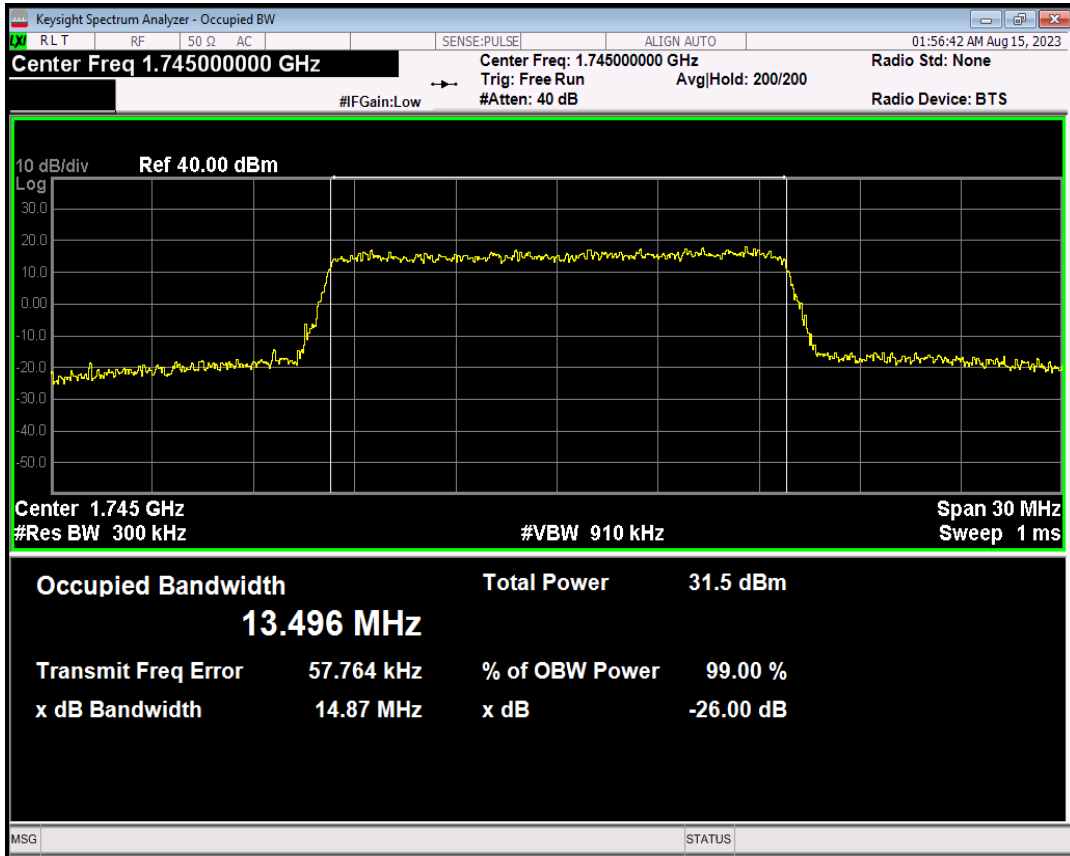 Keysight Spectrum Analyzer - Occupied BW
LXI RLT RF 50 Ω AC SENSE:PULSE ALIGN AUTO 01:56:42 AM Aug 15, 2023
Center Freq 1.745000000 GHz
Center Freq: 1.745000000 GHz
Radio Std: None
Trig: Free Run Avg|Hold: 200/200
#IFGain:Low #Atten: 40 dB Radio Device: BTS
10 dB/div Ref 40.00 dBm
Log
30.0
20.0
10.0
0.00
-10.0
-20.0
-30.0
-40.0
-50.0
Center 1.745 GHz Span 30 MHz
#Res BW 300 kHz #VBW 910 kHz Sweep 1 ms
Occupied Bandwidth Total Power 31.5 dBm
13.496 MHz
Transmit Freq Error 57.764 kHz % of OBW Power 99.00 %
x dB Bandwidth 14.87 MHz x dB -26.00 dB
MSG STATUS